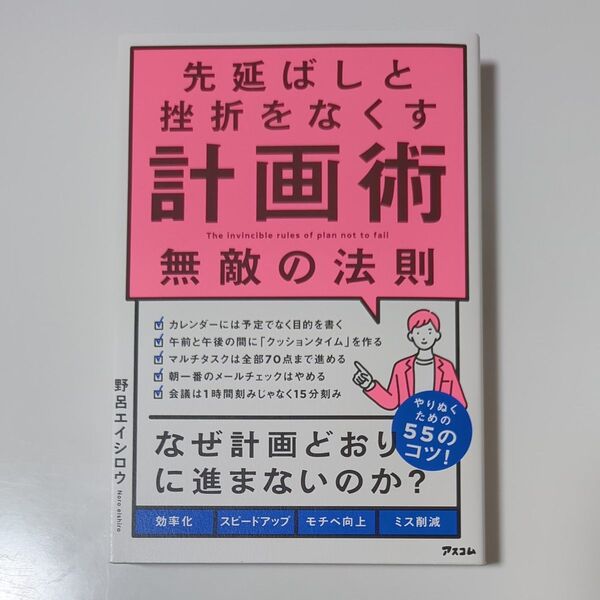 先延ばしと
挫折をなくす
計画術
The invincible rules of plan not to fail
無敵の法則
カレンダーには予定でなく目的を書く
午前と午後の間に「クッションタイム」を作る
マルチタスクは全部70点まで進める
朝一番のメールチェックはやめる
会議は1時間刻みじゃなく15分刻み
やりぬく
ための
55の
コツ!
なぜ計画どおり
に進まないのか?
野呂エイシロウ
Noro eishiro
効率化
スピードアップ
モチベ向上
ミス削減
アスコム